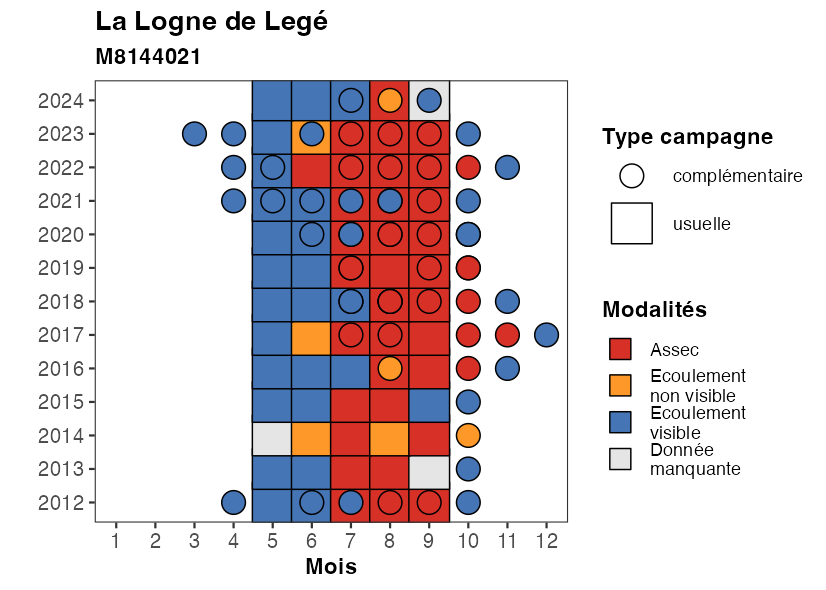 La Logne de Legé
M8144021
2024
2023
2022
2021
2020
2019
2018
2017
2016
2015
2014
2013
2012
1 2 3 4 5 6 7 8 9 10 11 12
Mois
Type campagne
complémentaire
usuelle
Modalités
Assec
Ecoulement
non visible
Ecoulement
visible
Donnée
manquante